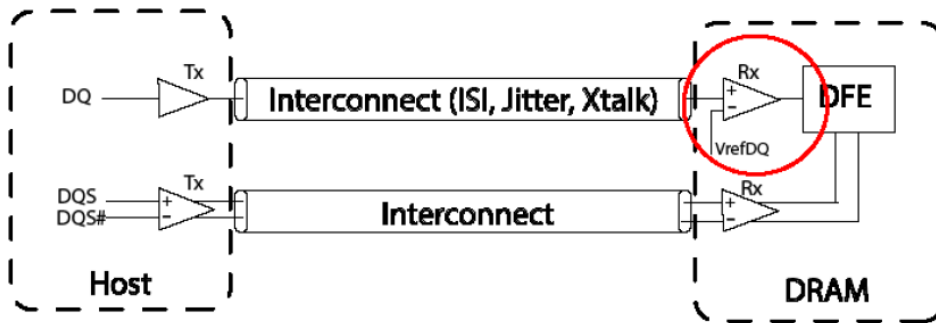 Tx
Rx
DQ
Interconnect (ISI, Jitter, Xtalk)
+
−
DFE
VrefDQ
DQS
DQS#
Tx
+
−
Interconnect
Rx
+
−
Host
DRAM